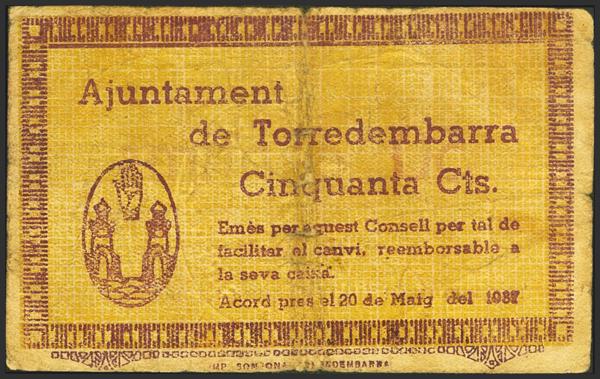 Ajuntament
de Torredembarra
Cinquanta Cts.
Emès per aquest Consell per tal de
facilitar el canvi, reemborsable a
la seva caixa.
Acord pres el 20 de Maig del 1937
IMP.